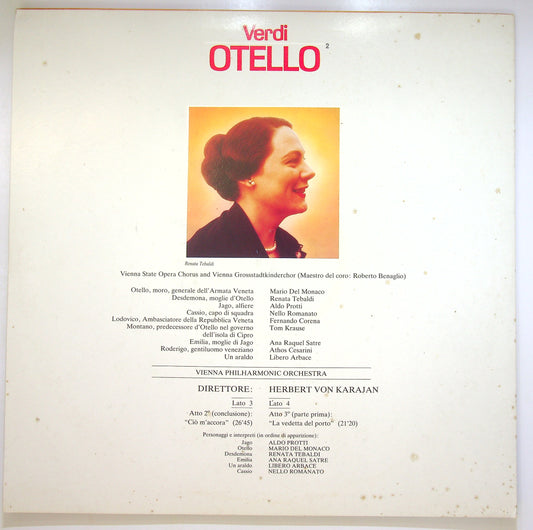 Verdi
OTELLO 2
Renata Tebaldi.
Vienna State Opera Chorus and Vienna Grossstadtkinderchor (Maestro del coro: Roberto Benaglio)
Otello, moro, generale dell'Armata Veneta Mario Del Monaco
Desdemona, moglie d'Otello Renata Tebaldi
Jago, alfiere Aldo Protti
Cassio, capo di squadra Nello Romanato
Lodovico, Ambasciatore della Repubblica Veneta Fernando Corena
Montano, predecessore d'Otello nel governo Tom Krause
dell'isola di Cipro
Emilia, moglie di Jago Ana Raquel Satre
Roderigo, gentiluomo veneziano Athos Cesarini
Un araldo Libero Arbace
VIENNA PHILHARMONIC ORCHESTRA
DIRETTORE: HERBERT VON KARAJAN
Lato 3 Lato 4
Atto 2º (conclusione): Atto 3º (parte prima):
"Ciò m'accora" (26'45) "La vedetta del porto" (21'20)
Personaggi e interpreti (in ordine di apparizione):
Jago ALDO PROTTI
Otello MARIO DEL MONACO
Desdemona RENATA TEBALDI
Emilia ANA RAQUEL SATRE
Un araldo LIBERO ARBACE
Cassio NELLO ROMANATO